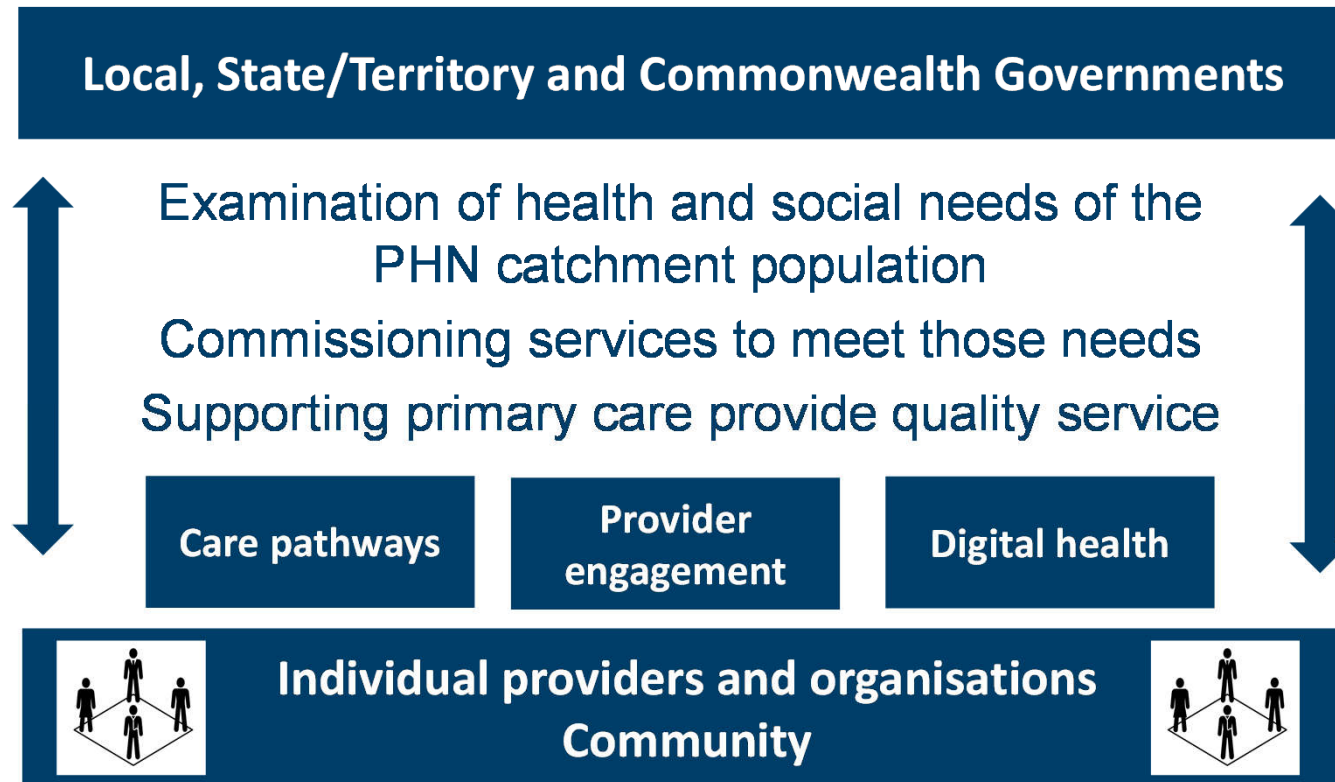 Local, State/Territory and Commonwealth Governments
Examination of health and social needs of the
PHN catchment population
Commissioning services to meet those needs
Supporting primary care provide quality service
Care pathways
Provider
engagement
Digital health
Individual providers and organisations
Community